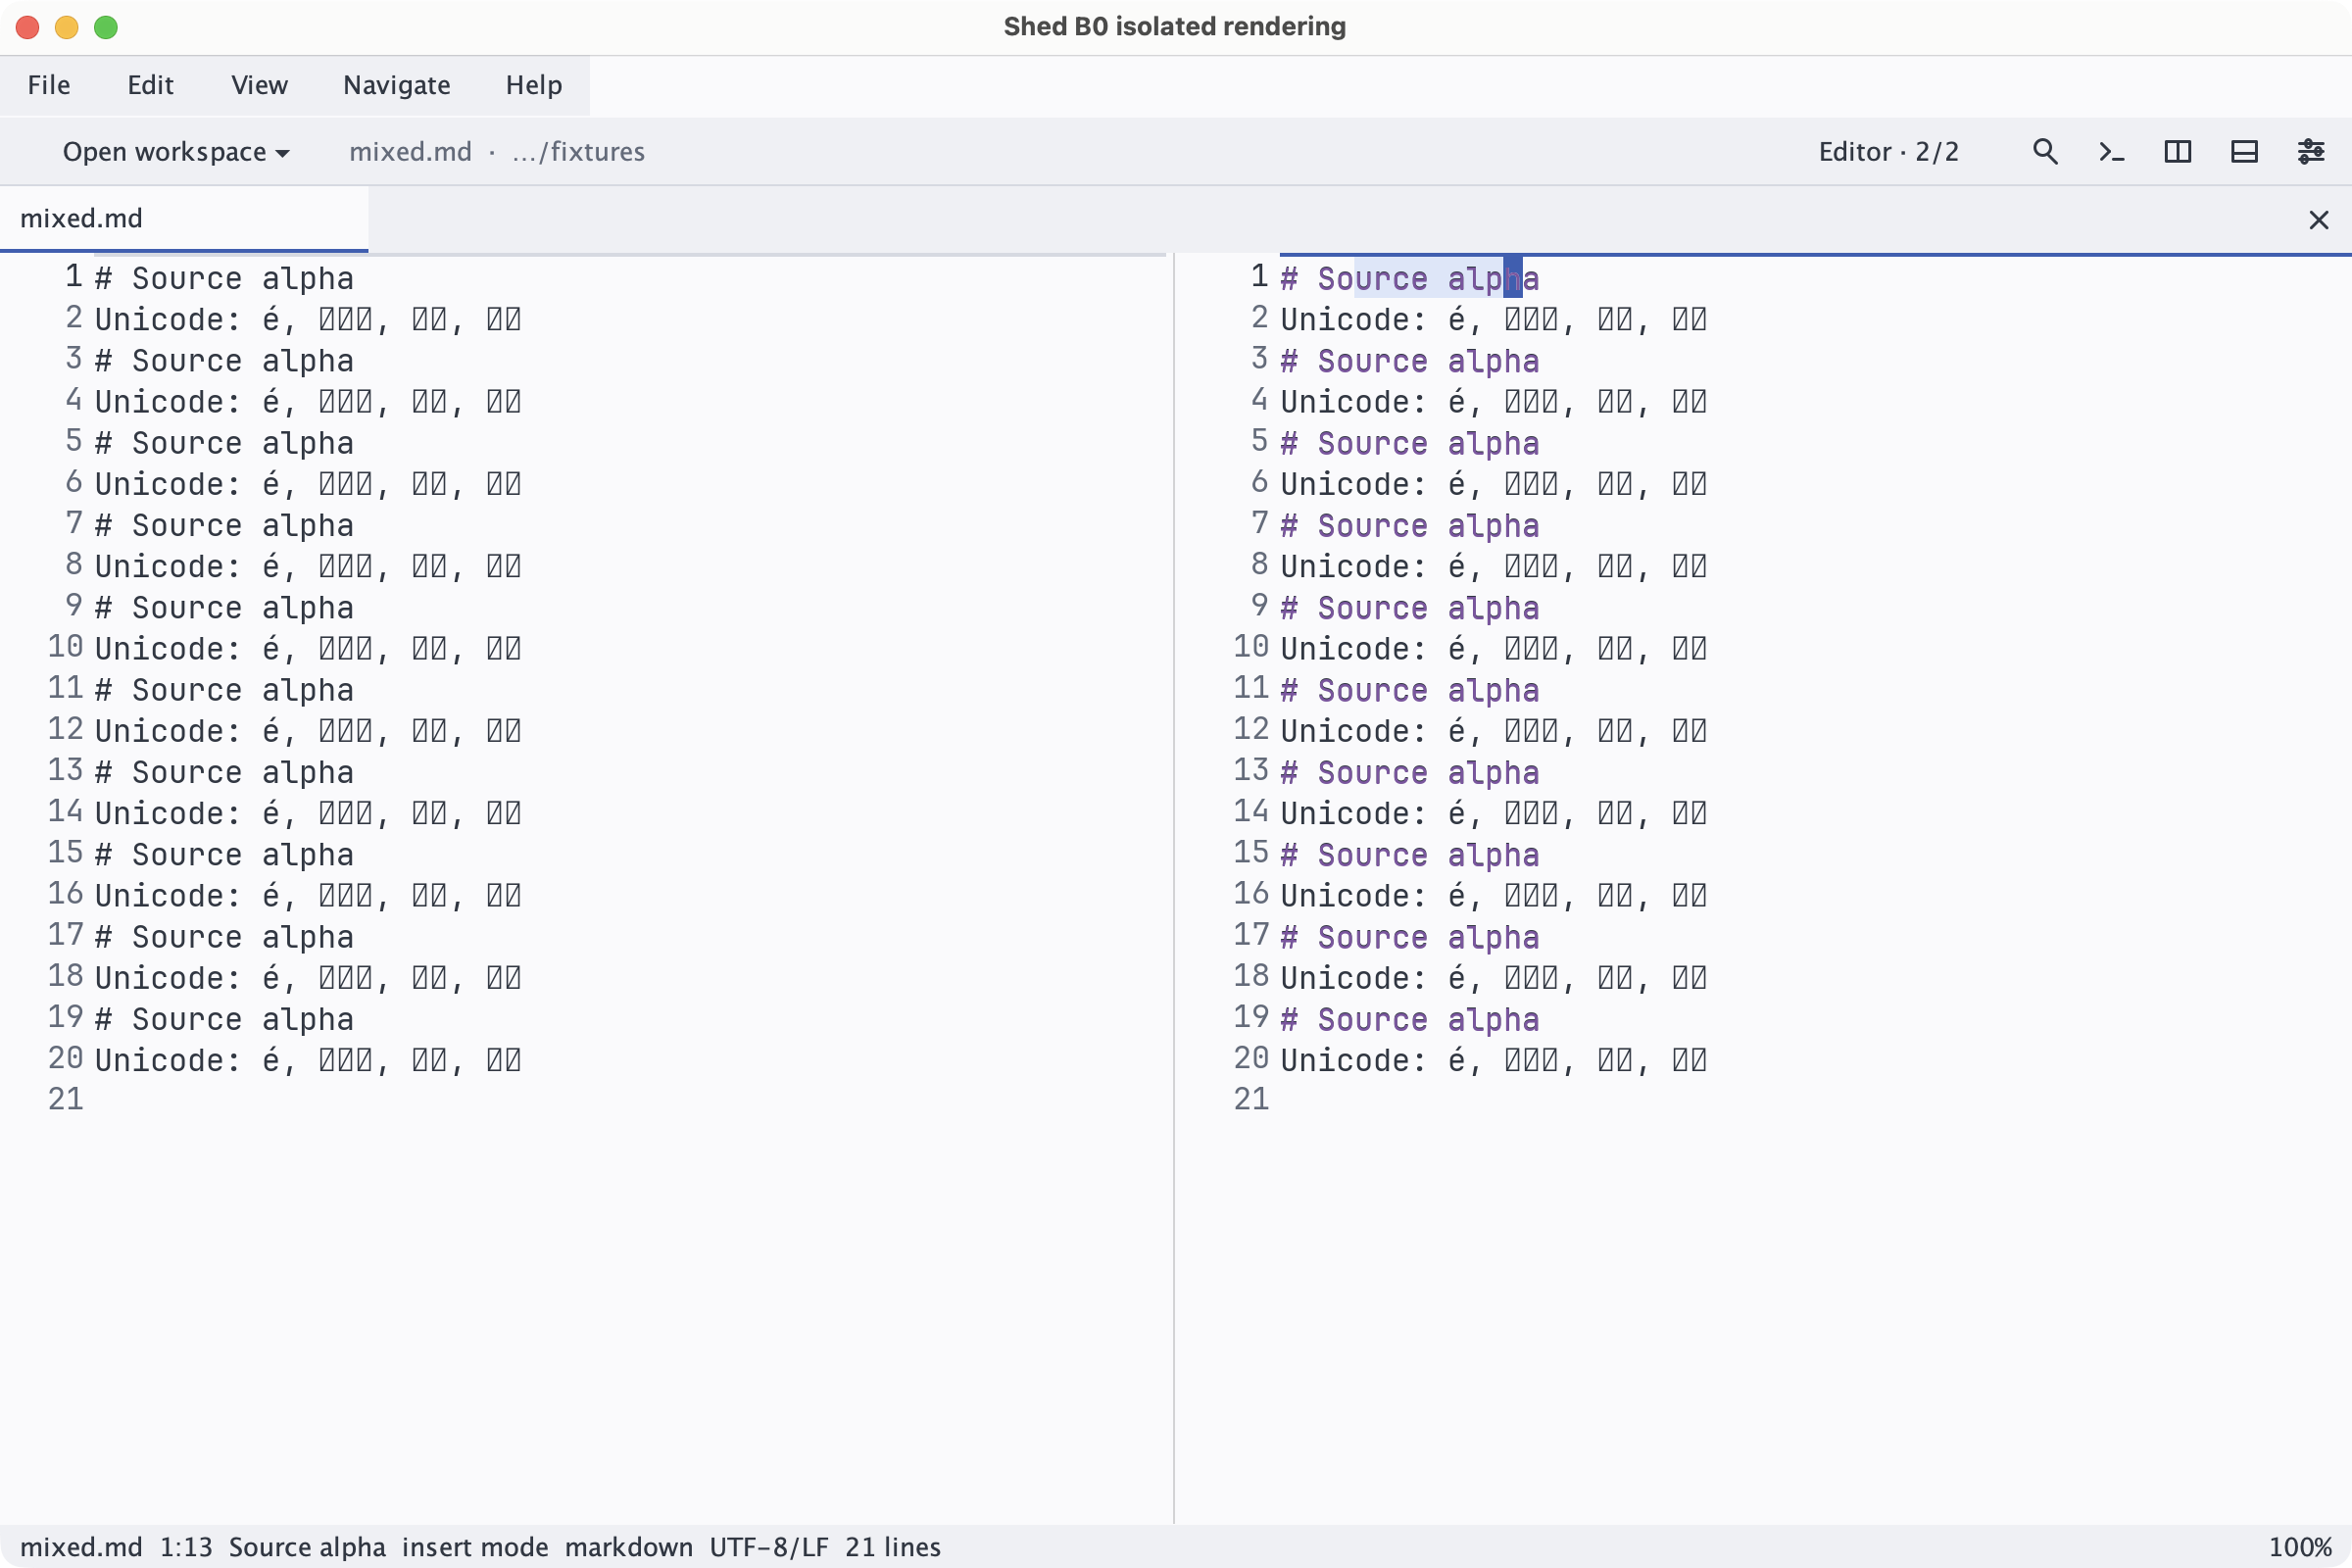 Shed B0 isolated rendering
File Edit View Navigate Help
Open workspace mixed.md · .../fixtures Editor · 2/2
mixed.md
1 # Source alpha
2 Unicode: é, , ,
3 # Source alpha
4 Unicode: é, , ,
5 # Source alpha
6 Unicode: é, , ,
7 # Source alpha
8 Unicode: é, , ,
9 # Source alpha
10 Unicode: é, , ,
11 # Source alpha
12 Unicode: é, , ,
13 # Source alpha
14 Unicode: é, , ,
15 # Source alpha
16 Unicode: é, , ,
17 # Source alpha
18 Unicode: é, , ,
19 # Source alpha
20 Unicode: é, , ,
21
1 # Source alpha
2 Unicode: é, , ,
3 # Source alpha
4 Unicode: é, , ,
5 # Source alpha
6 Unicode: é, , ,
7 # Source alpha
8 Unicode: é, , ,
9 # Source alpha
10 Unicode: é, , ,
11 # Source alpha
12 Unicode: é, , ,
13 # Source alpha
14 Unicode: é, , ,
15 # Source alpha
16 Unicode: é, , ,
17 # Source alpha
18 Unicode: é, , ,
19 # Source alpha
20 Unicode: é, , ,
21
mixed.md 1:13 Source alpha insert mode markdown UTF-8/LF 21 lines 100%